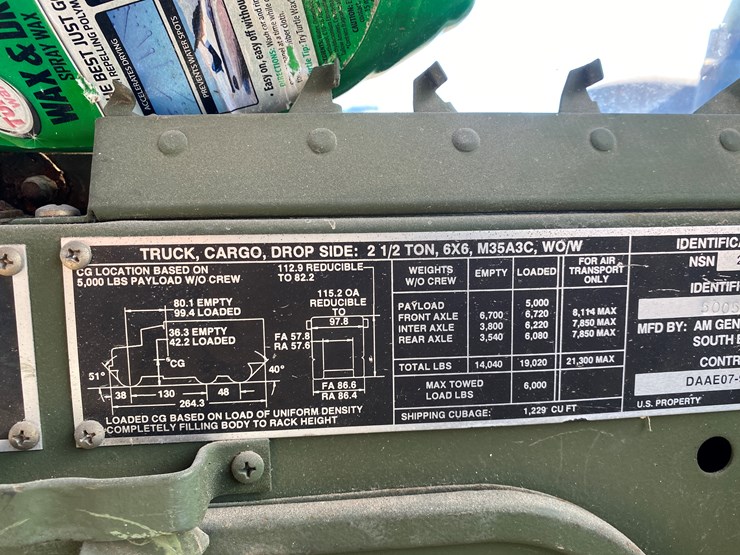 WAX & DRY
SPRAY WAX
THE BEST JUST G
REPELLING POLYM
ACCELERATES DRYING
PREVENTS WATER SPOTS
Easy on, easy off withou
TRUCK, CARGO, DROP SIDE: 2 1/2 TON, 6X6, M35A3C, WO/W
CG LOCATION BASED ON
5,000 LBS PAYLOAD W/O CREW
112.9 REDUCIBLE
TO 82.2
80.1 EMPTY
99.4 LOADED
115.2 OA
REDUCIBLE
TO
97.8
36.3 EMPTY
42.2 LOADED
FA 57.8
RA 57.6
CG
51°
40°
38
130
48
264.3
FA 86.6
RA 86.4
LOADED CG BASED ON LOAD OF UNIFORM DENSITY
COMPLETELY FILLING BODY TO RACK HEIGHT
WEIGHTS
W/O CREW
EMPTY
LOADED
FOR AIR
TRANSPORT
ONLY
PAYLOAD 5,000
FRONT AXLE 6,700 6,720 8,114 MAX
INTER AXLE 3,800 6,220 7,850 MAX
REAR AXLE 3,540 6,080 7,850 MAX
TOTAL LBS 14,040 19,020 21,300 MAX
MAX TOWED
LOAD LBS
6,000
SHIPPING CUBAGE: 1,229 CU FT
IDENTIFICA
NSN 2
IDENTIFI
MFD BY: AM GEN
SOUTH B
CONTR
DAAE07-9
U.S. PROPERTY